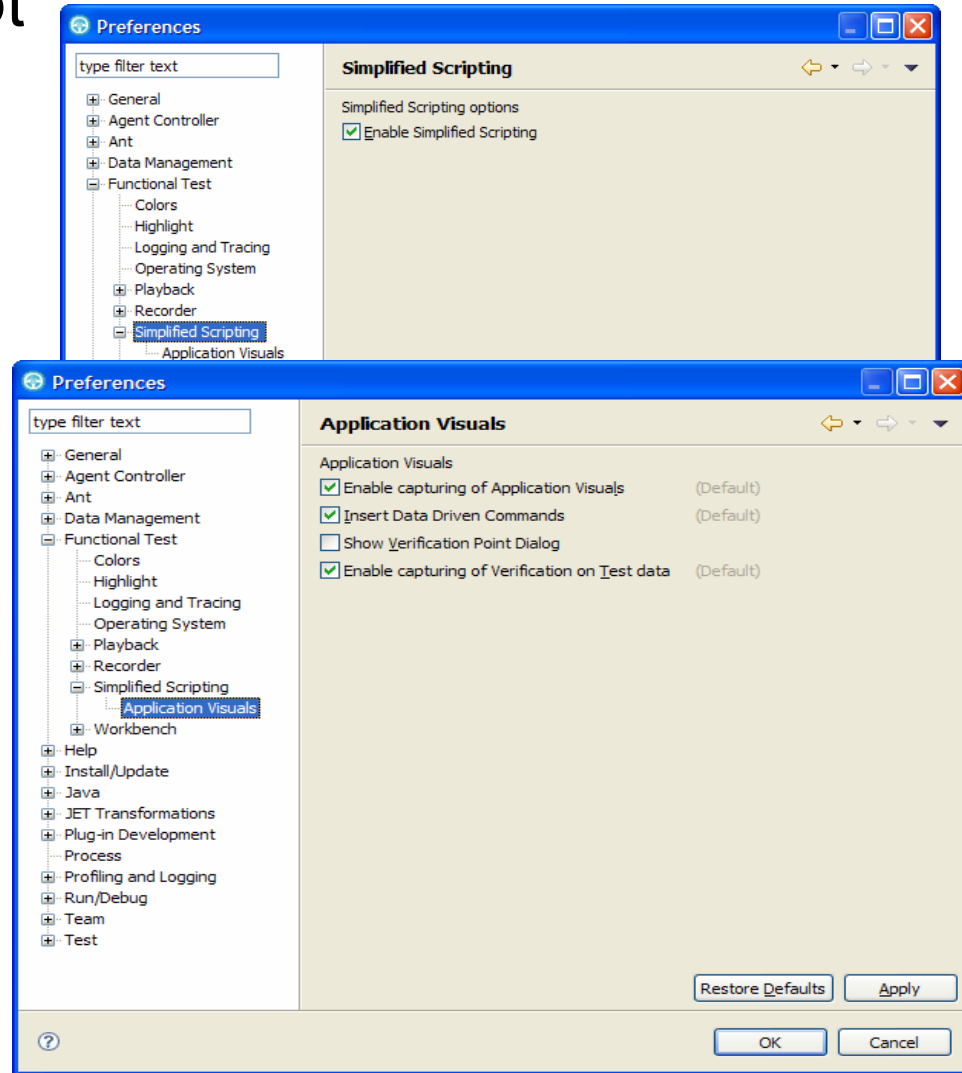 Preferences
type filter text
Simplified Scripting
General
Agent Controller
Ant
Data Management
Functional Test
Colors
Highlight
Logging and Tracing
Operating System
Playback
Recorder
Simplified Scripting
Application Visuals
Simplified Scripting options
Enable Simplified Scripting
Preferences
type filter text
Application Visuals
General
Agent Controller
Ant
Data Management
Functional Test
Colors
Highlight
Logging and Tracing
Operating System
Playback
Recorder
Simplified Scripting
Application Visuals
Workbench
Help
Install/Update
Java
JET Transformations
Plug-in Development
Process
Profiling and Logging
Run/Debug
Team
Test
Application Visuals
Enable capturing of Application Visuals (Default)
Insert Data Driven Commands (Default)
Show Verification Point Dialog
Enable capturing of Verification on Test data (Default)
Restore Defaults Apply
OK Cancel